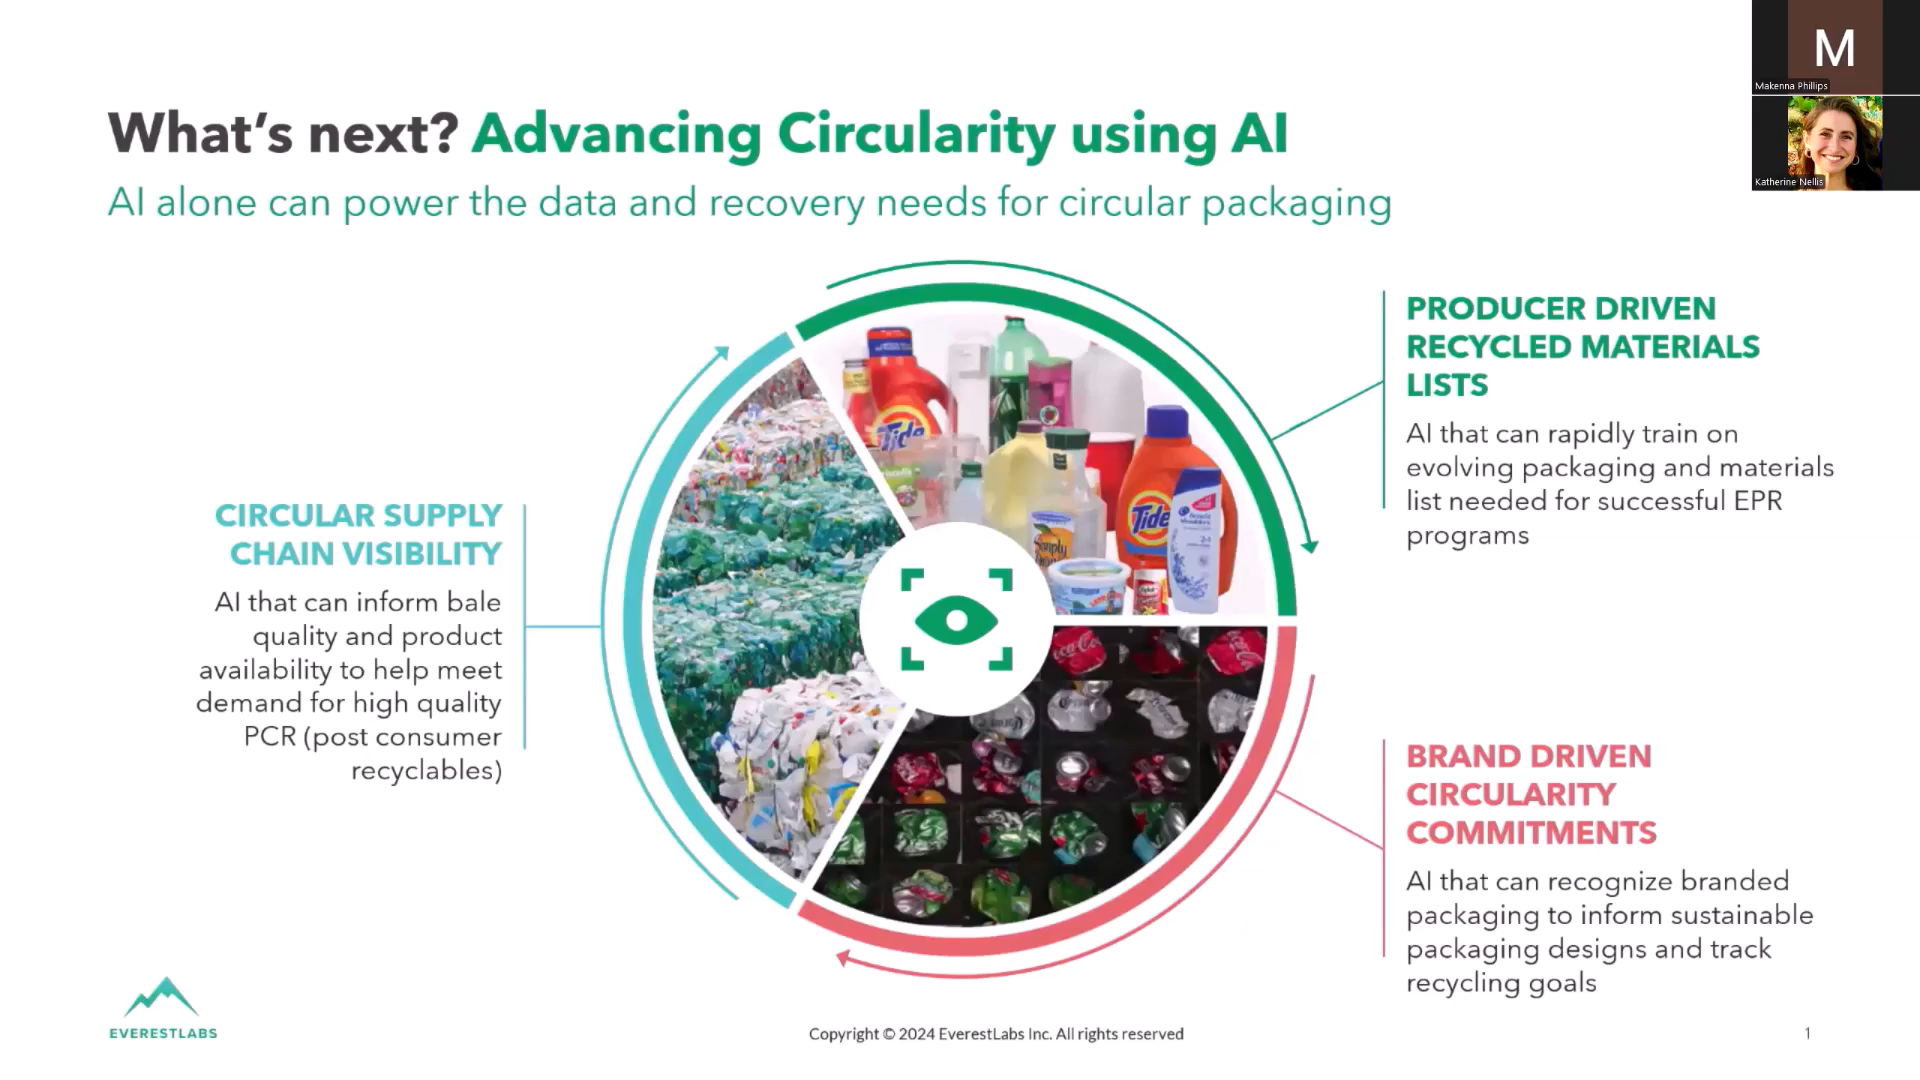 M
Makenna Phillips
Katherine Nellis
What's next? Advancing Circularity using AI
AI alone can power the data and recovery needs for circular packaging
PRODUCER DRIVEN
RECYCLED MATERIALS
LISTS
AI that can rapidly train on
evolving packaging and materials
list needed for successful EPR
programs
CIRCULAR SUPPLY
CHAIN VISIBILITY
AI that can inform bale
quality and product
availability to help meet
demand for high quality
PCR (post consumer
recyclables)
Tide
Tide
Simply
Coca-Cola
BRAND DRIVEN
CIRCULARITY
COMMITMENTS
AI that can recognize branded
packaging to inform sustainable
packaging designs and track
recycling goals
EVERESTLABS
Copyright © 2024 EverestLabs Inc. All rights reserved
1